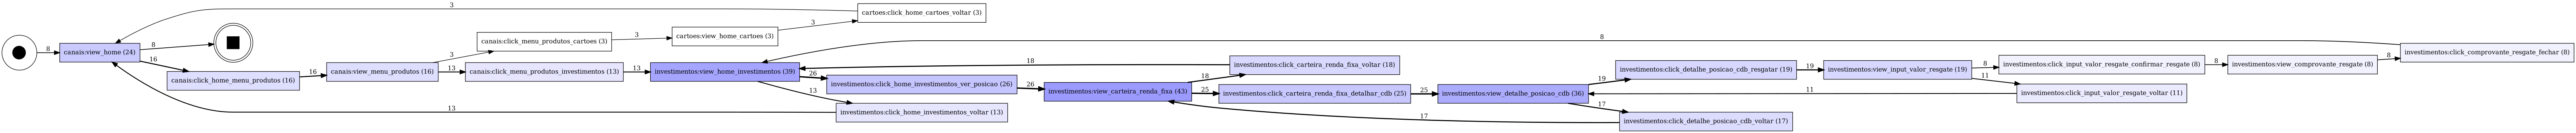 3
cartoes:click_home_cartoes_voltar (3)
3
canais:click_menu_produtos_cartoes (3)
3
cartoes:view_home_cartoes (3)
8
investimentos:click_comprovante_resgate_fechar (8)
8
canais:view_home (24)
8
16
canais:click_home_menu_produtos (16)
16
canais:view_menu_produtos (16)
3
13
canais:click_menu_produtos_investimentos (13)
13
investimentos:view_home_investimentos (39)
18
investimentos:click_carteira_renda_fixa_voltar (18)
26
investimentos:click_home_investimentos_ver_posicao (26)
26
13
investimentos:click_home_investimentos_voltar (13)
13
investimentos:view_carteira_renda_fixa (43)
18
25
investimentos:click_carteira_renda_fixa_detalhar_cdb (25)
25
investimentos:view_detalhe_posicao_cdb (36)
19
investimentos:click_detalhe_posicao_cdb_resgatar (19)
19
investimentos:view_input_valor_resgate (19)
8
investimentos:click_input_valor_resgate_confirmar_resgate (8)
8
investimentos:view_comprovante_resgate (8)
8
11
investimentos:click_input_valor_resgate_voltar (11)
11
17
investimentos:click_detalhe_posicao_cdb_voltar (17)
17